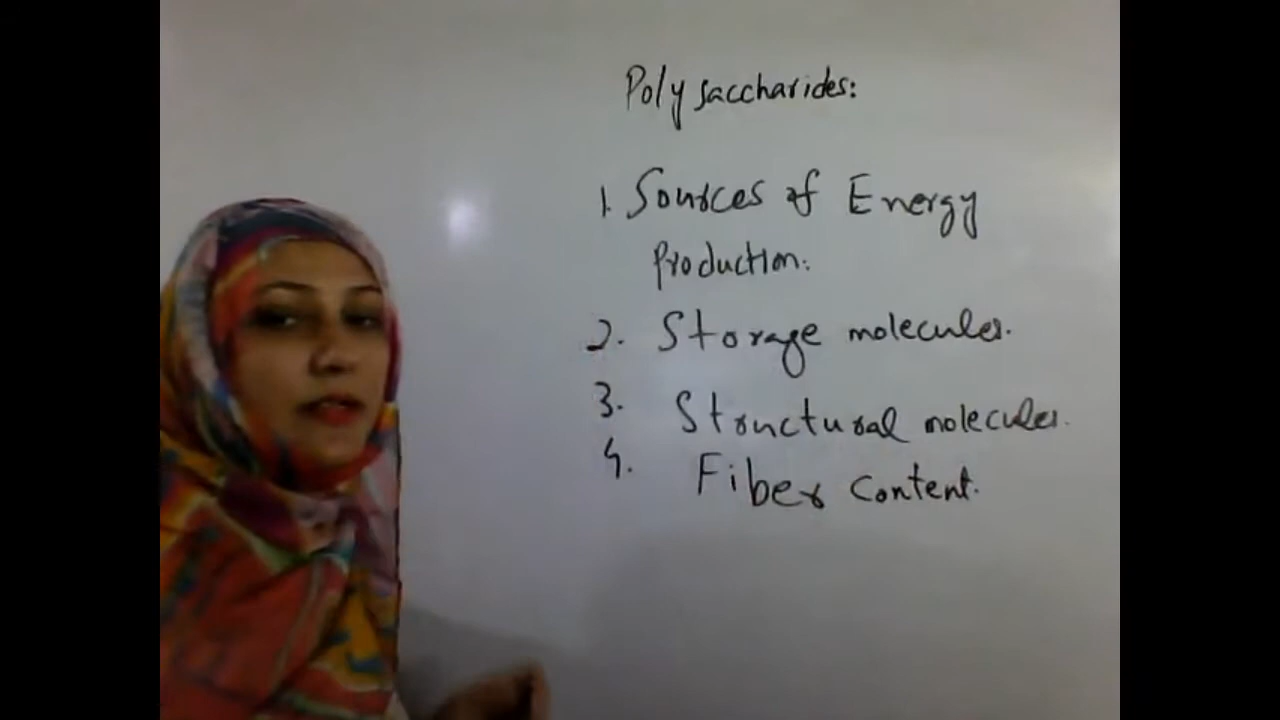 Polysaccharides:
1. Sources of Energy
Production:
2. Storage molecules.
3. Structural molecules.
4. Fiber Content.